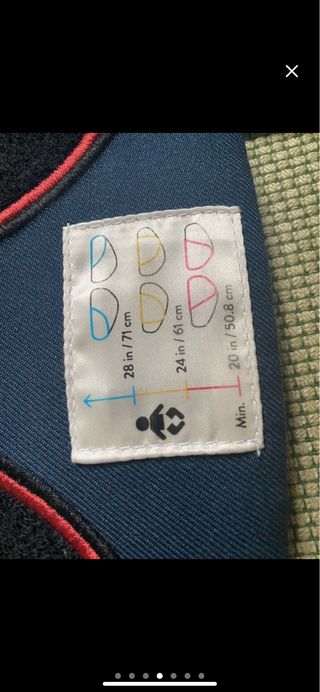 28 in / 71 cm
24 in / 61 cm
20 in / 50.8 cm
Min.